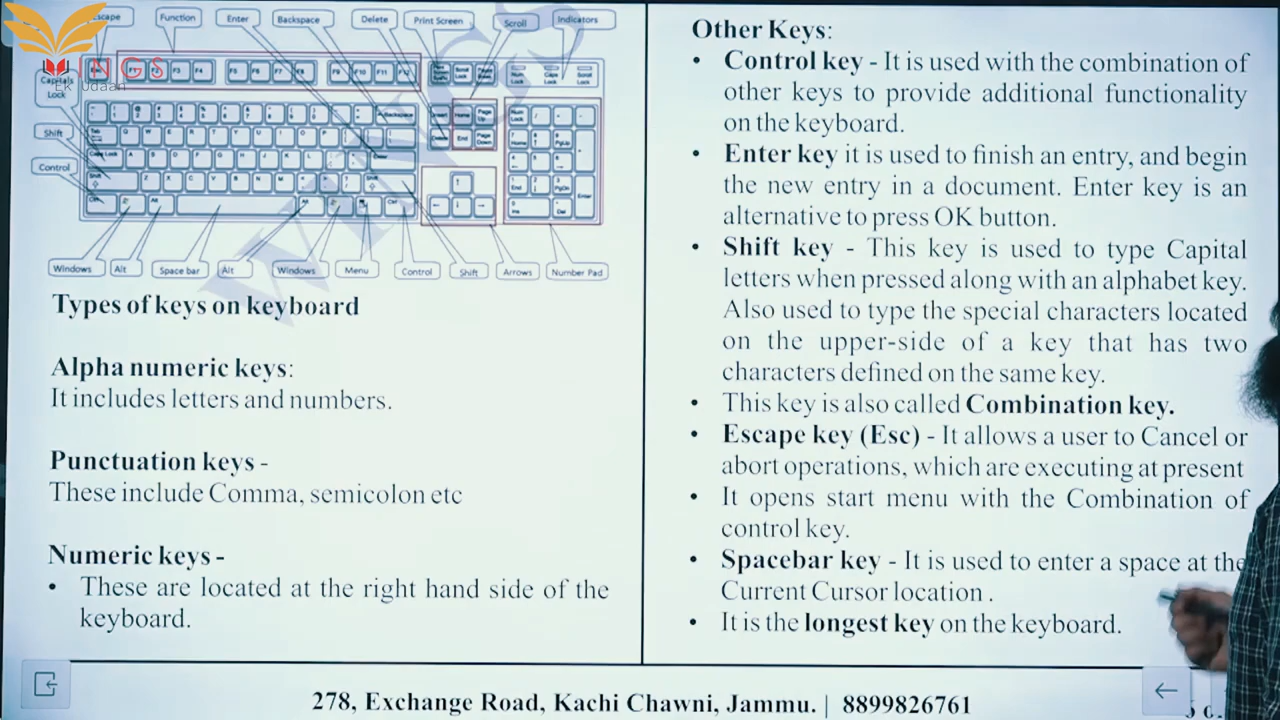 Escape Function Enter Backspace Delete Print Screen Scroll Indicators
WINGS
Ek Udaan
Capitals
Lock
Shift
Control
Windows Alt Space bar Alt Windows Menu Control Shift Arrows Number Pad
Types of keys on keyboard
Alpha numeric keys:
It includes letters and numbers.
Punctuation keys -
These include Comma, semicolon etc
Numeric keys -
• These are located at the right hand side of the
keyboard.
Other Keys:
• Control key - It is used with the combination of
other keys to provide additional functionality
on the keyboard.
• Enter key it is used to finish an entry, and begin
the new entry in a document. Enter key is an
alternative to press OK button.
• Shift key - This key is used to type Capital
letters when pressed along with an alphabet key.
Also used to type the special characters located
on the upper-side of a key that has two
characters defined on the same key.
• This key is also called Combination key.
• Escape key (Esc) - It allows a user to Cancel or
abort operations, which are executing at present
• It opens start menu with the Combination of
control key.
• Spacebar key - It is used to enter a space at the
Current Cursor location .
• It is the longest key on the keyboard.
278, Exchange Road, Kachi Chawni, Jammu. | 8899826761